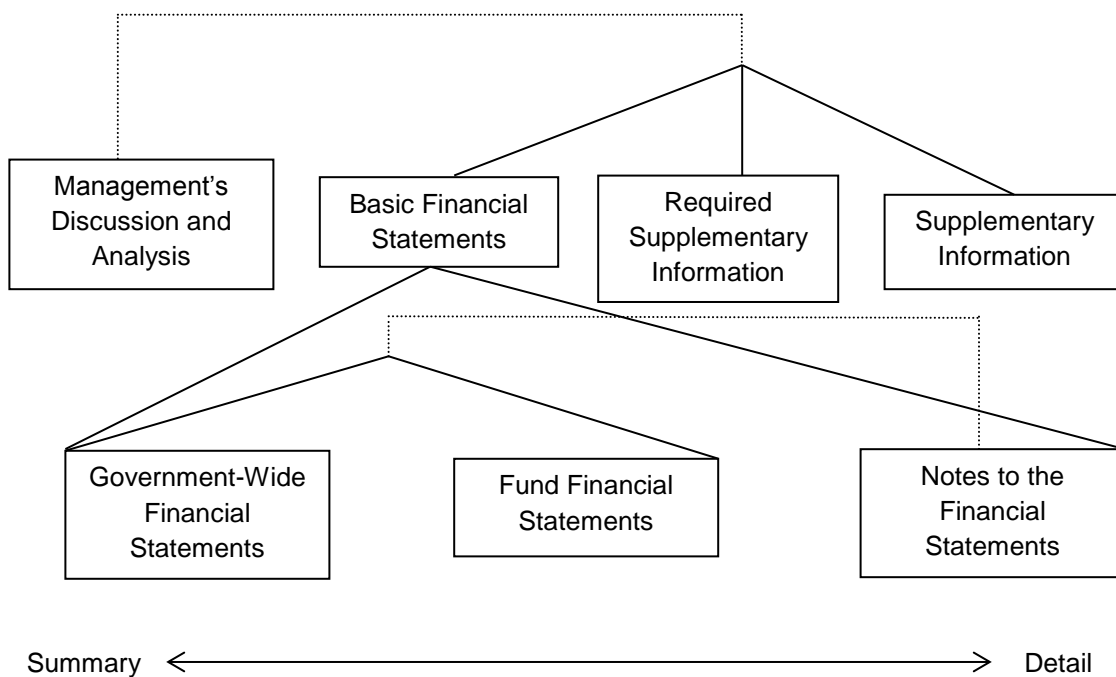 Management’s
Discussion and
Analysis
Basic Financial
Statements
Required
Supplementary
Information
Supplementary
Information
Government-Wide
Financial
Statements
Fund Financial
Statements
Notes to the
Financial
Statements
Summary
Detail